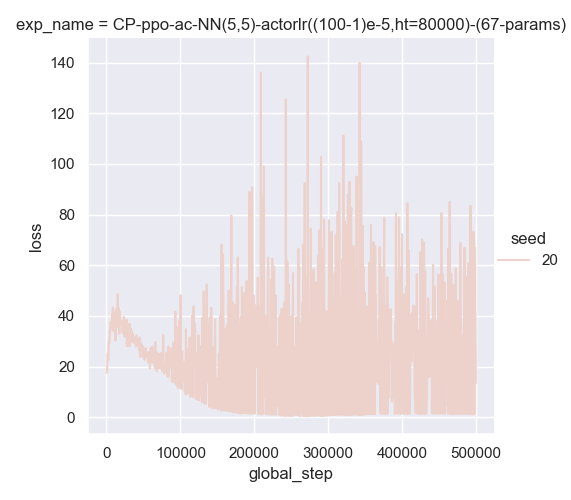 exp_name = CP-ppo-ac-NN(5,5)-actorlr((100-1)e-5,ht=80000)-(67-params)
140
120
100
80
60
40
20
0
loss
0 100000 200000 300000 400000 500000
global_step
seed
20